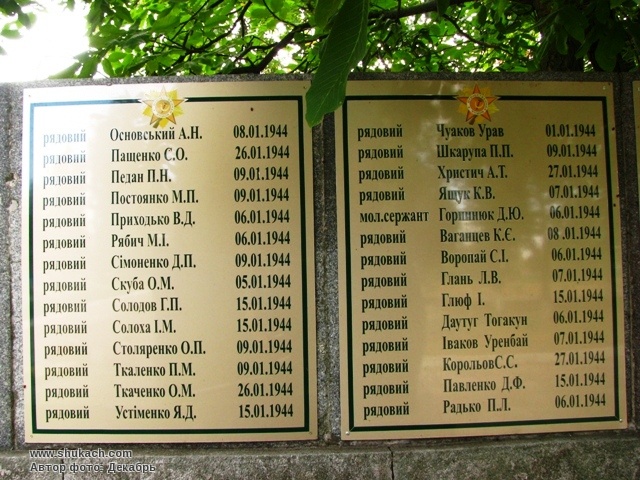 рядовий Основський А.Н. 08.01.1944
рядовий Пащенко С.О. 26.01.1944
рядовий Педан П.Н. 09.01.1944
рядовий Постоянко М.П. 09.01.1944
рядовий Приходько В.Д. 06.01.1944
рядовий Рябич М.І. 06.01.1944
рядовий Сімоненко Д.П. 09.01.1944
рядовий Скуба О.М. 05.01.1944
рядовий Солодов Г.П. 15.01.1944
рядовий Солоха І.М. 15.01.1944
рядовий Столяренко О.П. 09.01.1944
рядовий Ткаленко П.М. 09.01.1944
рядовий Ткаченко О.М. 26.01.1944
рядовий Устіменко Я.Д. 15.01.1944
рядовий Чуаков Урав 01.01.1944
рядовий Шкарупа П.П. 09.01.1944
рядовий Христич А.Т. 27.01.1944
рядовий Ящук К.В. 07.01.1944
мол.сержант Горпинюк Д.Ю. 06.01.1944
рядовий Ваганцев К.Є. 08 .01.1944
рядовий Воропай С.І. 06.01.1944
рядовий Глань Л.В. 07.01.1944
рядовий Глюф І. 15.01.1944
рядовий Даутуг Тогакун 06.01.1944
рядовий Іваков Уренбай 07.01.1944
рядовий КорольовС.С. 27.01.1944
рядовий Павленко Д.Ф. 15.01.1944
рядовий Радько П.Л. 06.01.1944
www.shukach.com
Автор фото: Декабрь